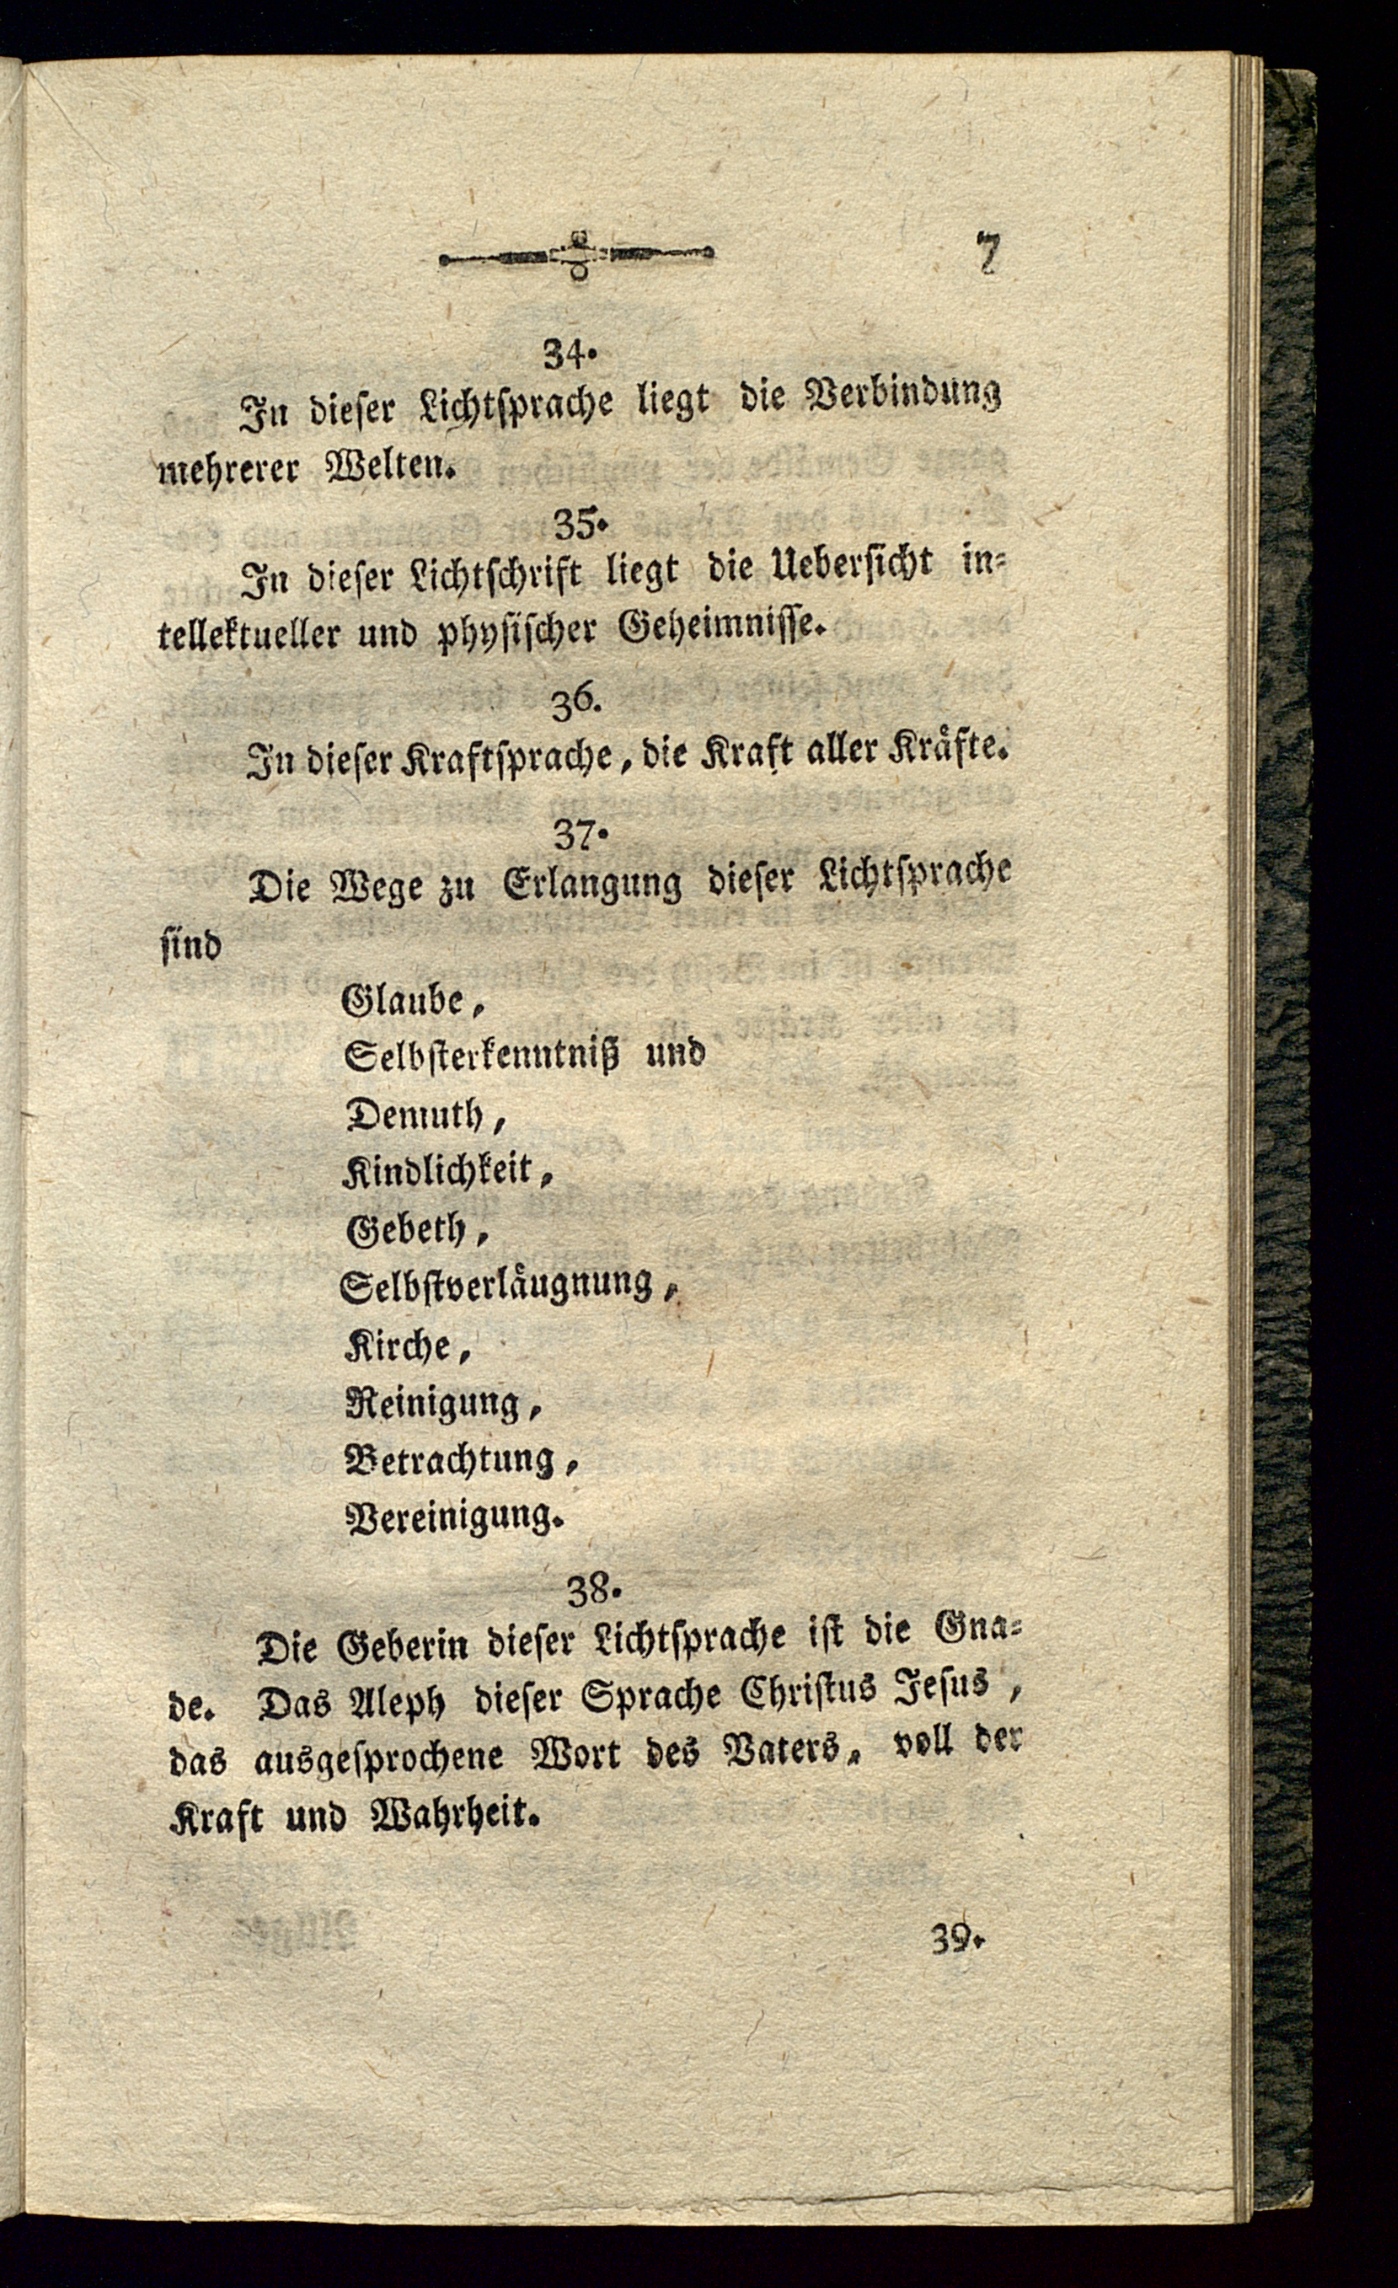 7
34.
In dieser Lichtsprache liegt die Verbindung
mehrerer Welten.
35.
In dieser Lichtschrift liegt die Uebersicht in-
tellektueller und physischer Geheimnisse.
36.
In dieser Kraftsprache, die Kraft aller Kräfte.
37.
Die Wege zu Erlangung dieser Lichtsprache
sind
Glaube,
Selbsterkenntniß und
Demuth,
Kindlichkeit,
Gebeth,
Selbstverläugnung,
Kirche,
Reinigung,
Betrachtung,
Vereinigung.
38.
Die Geberin dieser Lichtsprache ist die Gna-
de. Das Aleph dieser Sprache Christus Jesus,
das ausgesprochene Wort des Vaters, voll der
Kraft und Wahrheit.
39.